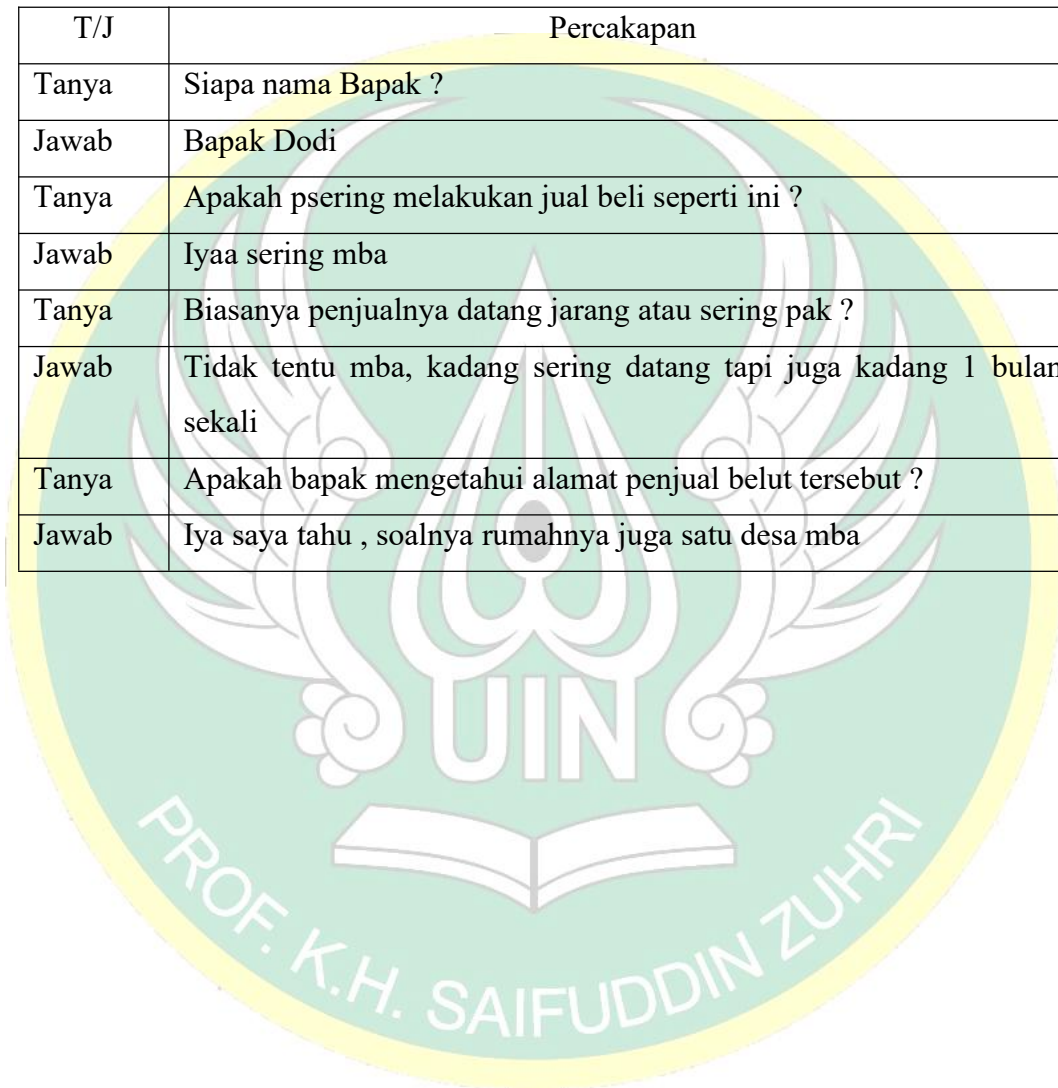 T/J Percakapan
Tanya Siapa nama Bapak ?
Jawab Bapak Dodi
Tanya Apakah psering melakukan jual beli seperti ini ?
Jawab Iyaa sering mba
Tanya Biasanya penjualnya datang jarang atau sering pak ?
Jawab Tidak tentu mba, kadang sering datang tapi juga kadang 1 bulan
sekali
Tanya Apakah bapak mengetahui alamat penjual belut tersebut ?
Jawab Iya saya tahu , soalnya rumahnya juga satu desa mba
UIN
PROF. K.H. SAIFUDDIN ZUHRI